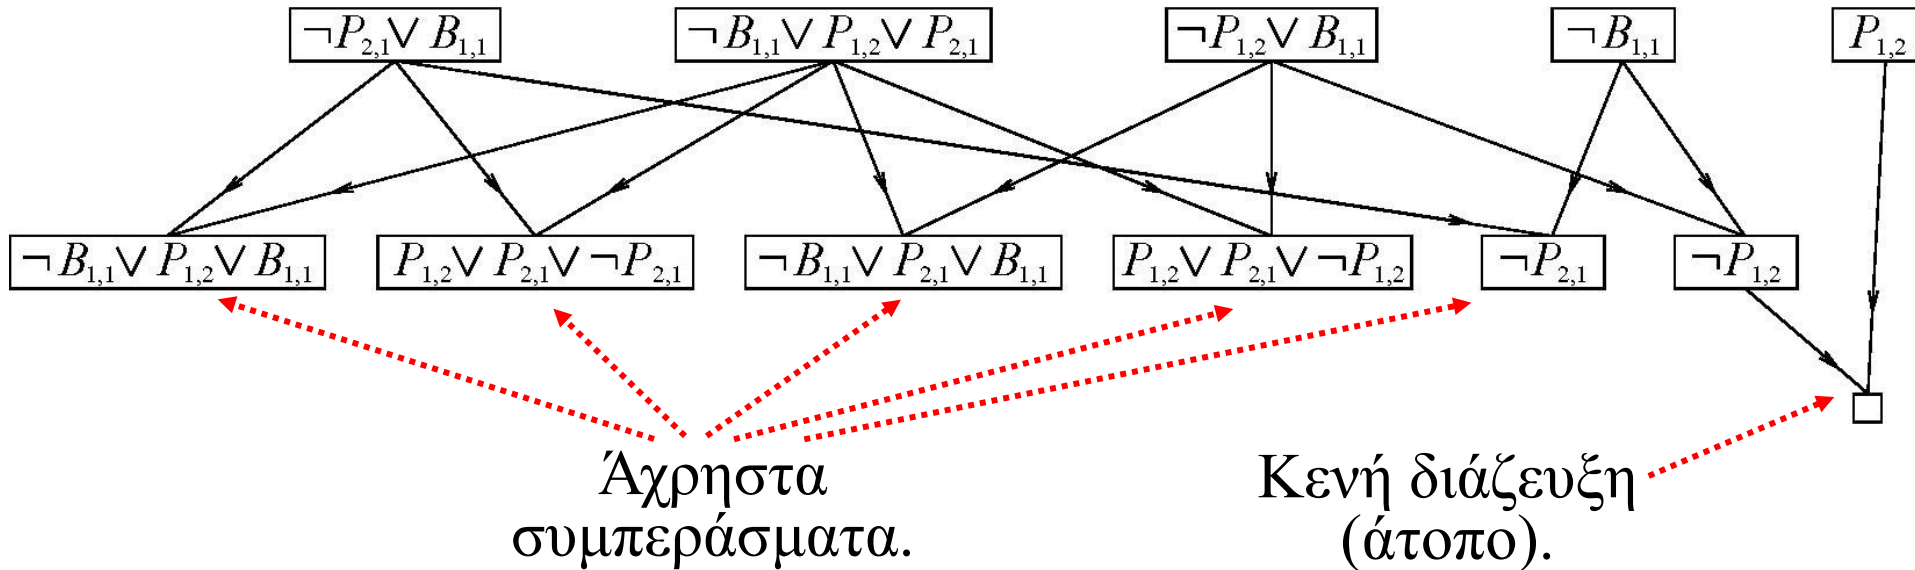 ¬P₂,₁ ∨ B₁,₁
¬B₁,₁ ∨ P₁,₂ ∨ P₂,₁
¬P₁,₂ ∨ B₁,₁
¬B₁,₁
P₁,₂
¬B₁,₁ ∨ P₁,₂ ∨ B₁,₁
P₁,₂ ∨ P₂,₁ ∨ ¬P₂,₁
¬B₁,₁ ∨ P₂,₁ ∨ B₁,₁
P₁,₂ ∨ P₂,₁ ∨ ¬P₁,₂
¬P₂,₁
¬P₁,₂
Άχρηστα
συμπεράσματα.
Κενή διάζευξη
(άτοπο).